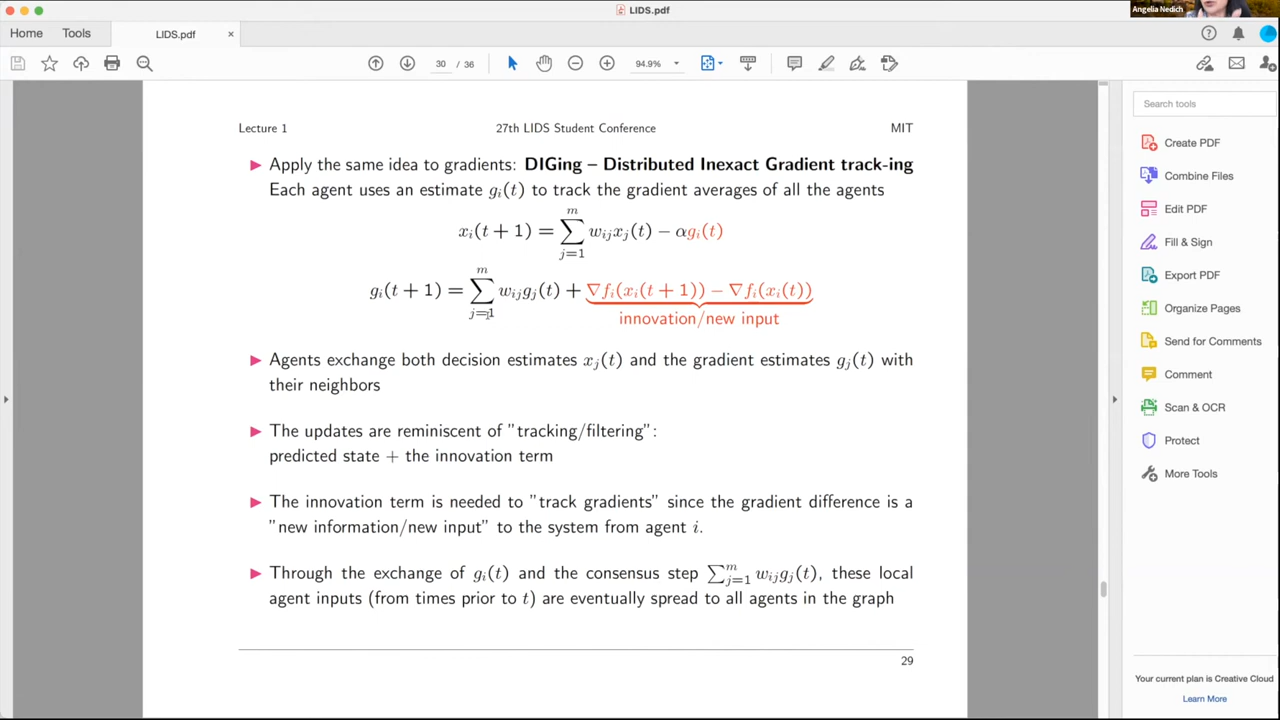 LIDS.pdf
Angelia Nedich
Home Tools LIDS.pdf ×
30 / 36 94.9%
Search tools
Create PDF
Combine Files
Edit PDF
Fill & Sign
Export PDF
Organize Pages
Send for Comments
Comment
Scan & OCR
Protect
More Tools
Your current plan is Creative Cloud
Learn More
Lecture 1 27th LIDS Student Conference MIT
▶ Apply the same idea to gradients: DIGing – Distributed Inexact Gradient track-ing
Each agent uses an estimate gᵢ(t) to track the gradient averages of all the agents
xᵢ(t + 1) = ∑_{j=1}^{m} wᵢⱼxⱼ(t) − αgᵢ(t)
gᵢ(t + 1) = ∑_{j=1}^{m} wᵢⱼgⱼ(t) + ∇fᵢ(xᵢ(t + 1)) − ∇fᵢ(xᵢ(t))
innovation/new input
▶ Agents exchange both decision estimates xⱼ(t) and the gradient estimates gⱼ(t) with
their neighbors
▶ The updates are reminiscent of "tracking/filtering":
predicted state + the innovation term
▶ The innovation term is needed to "track gradients" since the gradient difference is a
"new information/new input" to the system from agent i.
▶ Through the exchange of gᵢ(t) and the consensus step ∑_{j=1}^{m} wᵢⱼgⱼ(t), these local
agent inputs (from times prior to t) are eventually spread to all agents in the graph
29